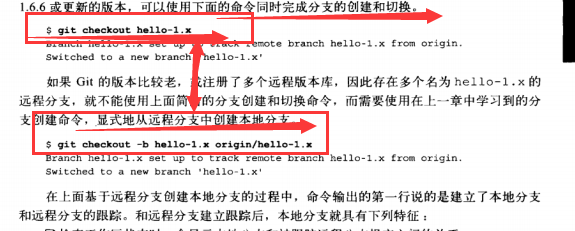 1.6.6 或更新的版本，可以使用下面的命令同时完成分支的创建和切换。
$ git checkout hello-1.x
Branch hello-1.x set up to track remote branch hello-1.x from origin.
Switched to a new branch 'hello-1.x'
如果 Git 的版本比较老，或注册了多个远程版本库，因此存在多个名为 hello-1.x 的
远程分支，就不能使用上面简洁的分支创建和切换命令，而需要使用在上一章中学习到的分
支创建命令，显式地从远程分支中创建本地分支。
$ git checkout -b hello-1.x origin/hello-1.x
Branch hello-1.x set up to track remote branch hello-1.x from origin.
Switched to a new branch 'hello-1.x'
在上面基于远程分支创建本地分支的过程中，命令输出的第一行说的是建立了本地分支
和远程分支的跟踪。和远程分支建立跟踪后，本地分支就具有下列特征：